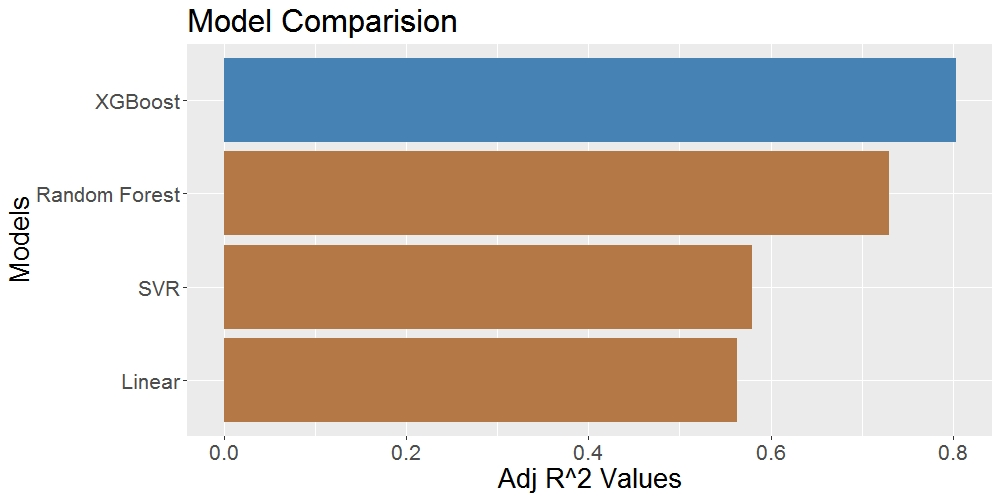 Model Comparision
Models
XGBoost
Random Forest
SVR
Linear
0.0 0.2 0.4 0.6 0.8
Adj R^2 Values